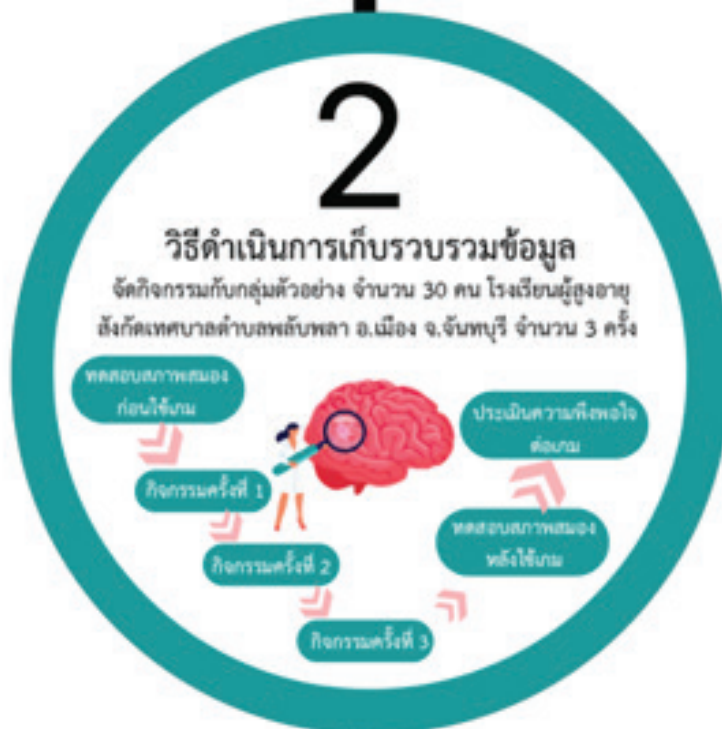 2
วิธีดำเนินการเก็บรวบรวมข้อมูล
จัดกิจกรรมกับกลุ่มตัวอย่าง จำนวน 30 คน โรงเรียนผู้สูงอายุ
สังกัดเทศบาลตำบลพลับพลา อ.เมือง จ.จันทบุรี จำนวน 3 ครั้ง
ทดสอบสภาพสมอง
ก่อนใช้เกม
กิจกรรมครั้งที่ 1
กิจกรรมครั้งที่ 2
กิจกรรมครั้งที่ 3
ทดสอบสภาพสมอง
หลังใช้เกม
ประเมินความพึงพอใจ
ต่อเกม